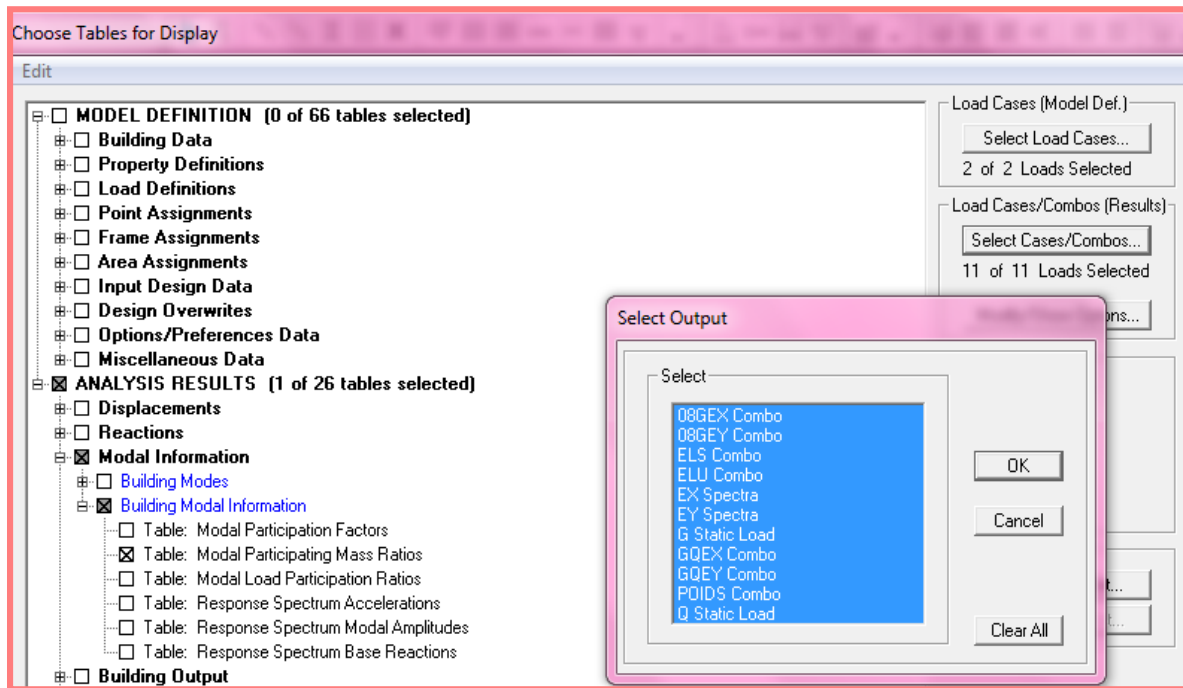 Choose Tables for Display
Edit
MODEL DEFINITION (0 of 66 tables selected)
Building Data
Property Definitions
Load Definitions
Point Assignments
Frame Assignments
Area Assignments
Input Design Data
Design Overwrites
Options/Preferences Data
Miscellaneous Data
ANALYSIS RESULTS (1 of 26 tables selected)
Displacements
Reactions
Modal Information
Building Modes
Building Modal Information
Table: Modal Participation Factors
Table: Modal Participating Mass Ratios
Table: Modal Load Participation Ratios
Table: Response Spectrum Accelerations
Table: Response Spectrum Modal Amplitudes
Table: Response Spectrum Base Reactions
Building Output
Load Cases (Model Def.)
Select Load Cases...
2 of 2 Loads Selected
Load Cases/Combos (Results)
Select Cases/Combos...
11 of 11 Loads Selected
Select Output
Select
08GEX Combo
08GEY Combo
ELS Combo
ELU Combo
EX Spectra
EY Spectra
G Static Load
GQEX Combo
GQEY Combo
POIDS Combo
Q Static Load
OK
Cancel
Clear All